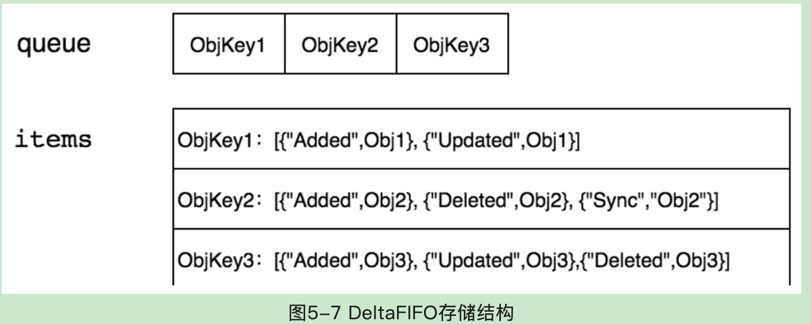 queue
ObjKey1 ObjKey2 ObjKey3
items
ObjKey1：[{"Added",Obj1}, {"Updated",Obj1}]
ObjKey2：[{"Added",Obj2}, {"Deleted",Obj2}, {"Sync","Obj2"}]
ObjKey3：[{"Added",Obj3}, {"Updated",Obj3},{"Deleted",Obj3}]
图5-7 DeltaFIFO存储结构